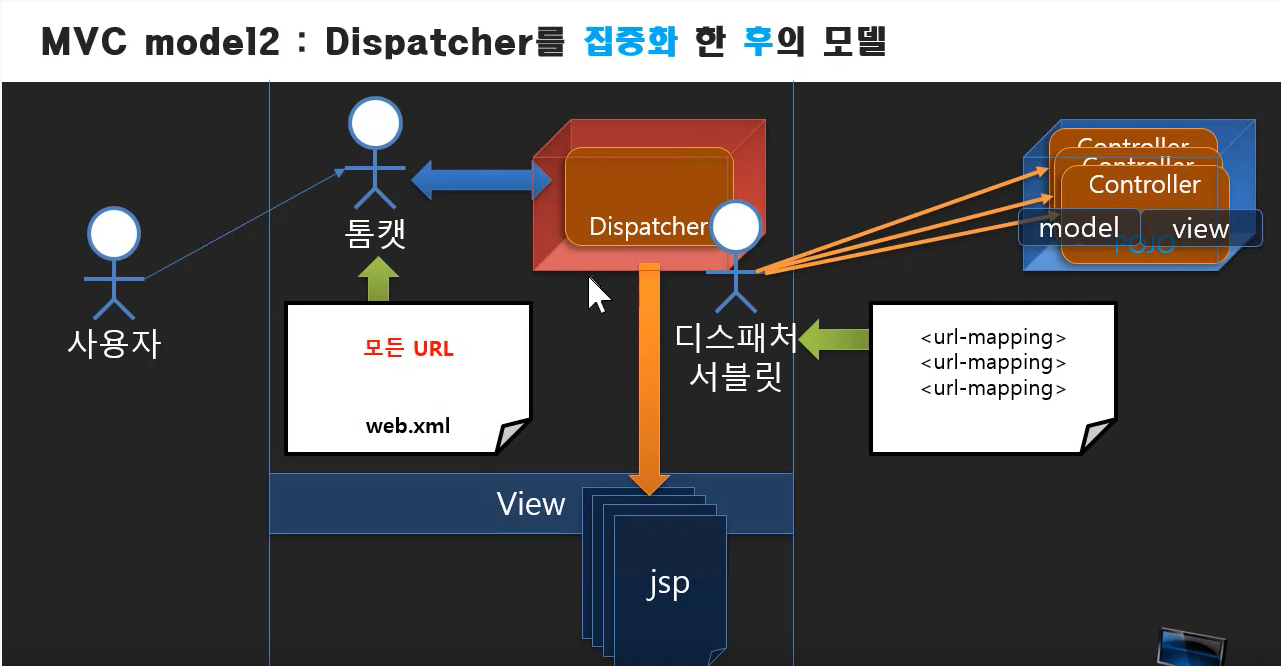 MVC model2 : Dispatcher를 집중화 한 후의 모델
사용자
톰캣
모든 URL
web.xml
Dispatcher
디스패처
서블릿
Controller
Controller
Controller
model
view
POJO
<url-mapping>
<url-mapping>
<url-mapping>
View
jsp